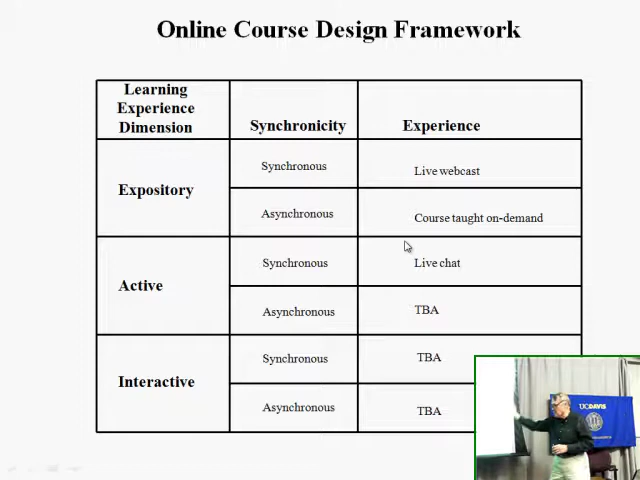 Online Course Design Framework
Learning
Experience
Dimension
Synchronicity
Experience
Expository
Synchronous
Live webcast
Asynchronous
Course taught on-demand
Active
Synchronous
Live chat
Asynchronous
TBA
Interactive
Synchronous
TBA
Asynchronous
TBA
UCDAVIS